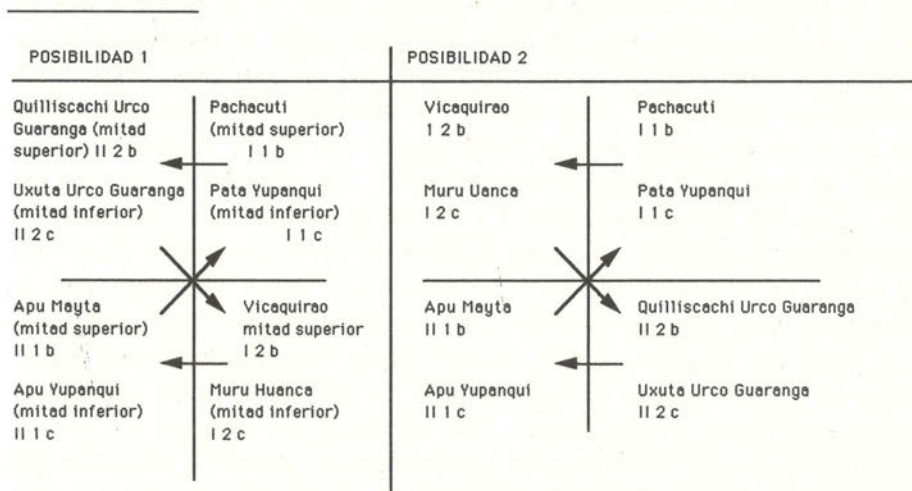 POSIBILIDAD 1
Quilliscachi Urco
Guaranga (mitad
superior) II 2 b
Pachacuti
(mitad superior)
I 1 b
Uxuta Urco Guaranga
(mitad inferior)
II 2 c
Pata Yupanqui
(mitad inferior)
I 1 c
Apu Mayta
(mitad superior)
II 1 b
Vicaquirao
mitad superior
I 2 b
Apu Yupanqui
(mitad inferior)
II 1 c
Muru Huanca
(mitad inferior)
I 2 c
POSIBILIDAD 2
Vicaquirao
1 2 b
Pachacuti
I 1 b
Muru Uanca
I 2 c
Pata Yupanqui
I 1 c
Apu Mayta
II 1 b
Quilliscachi Urco Guaranga
II 2 b
Apu Yupanqui
II 1 c
Uxuta Urco Guaranga
II 2 c